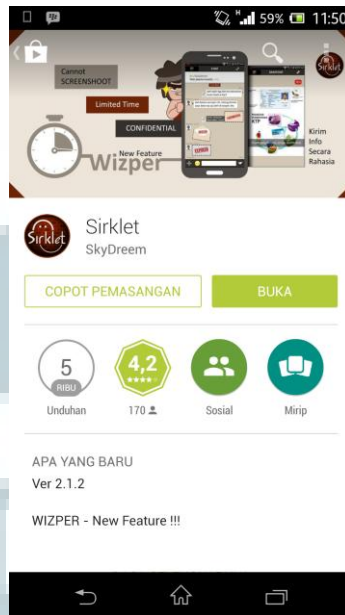 59% 11:50
Cannot
SCREENSHOOT
Limited Time
CONFIDENTIAL
New Feature
Wizper
Sirklet
Kirim
Info
Secara
Rahasia
Sirklet
Sirklet
SkyDreem
COPOT PEMASANGAN
BUKA
5
RIBU
4,2
Unduhan
170
Sosial
Mirip
APA YANG BARU
Ver 2.1.2
WIZPER - New Feature !!!